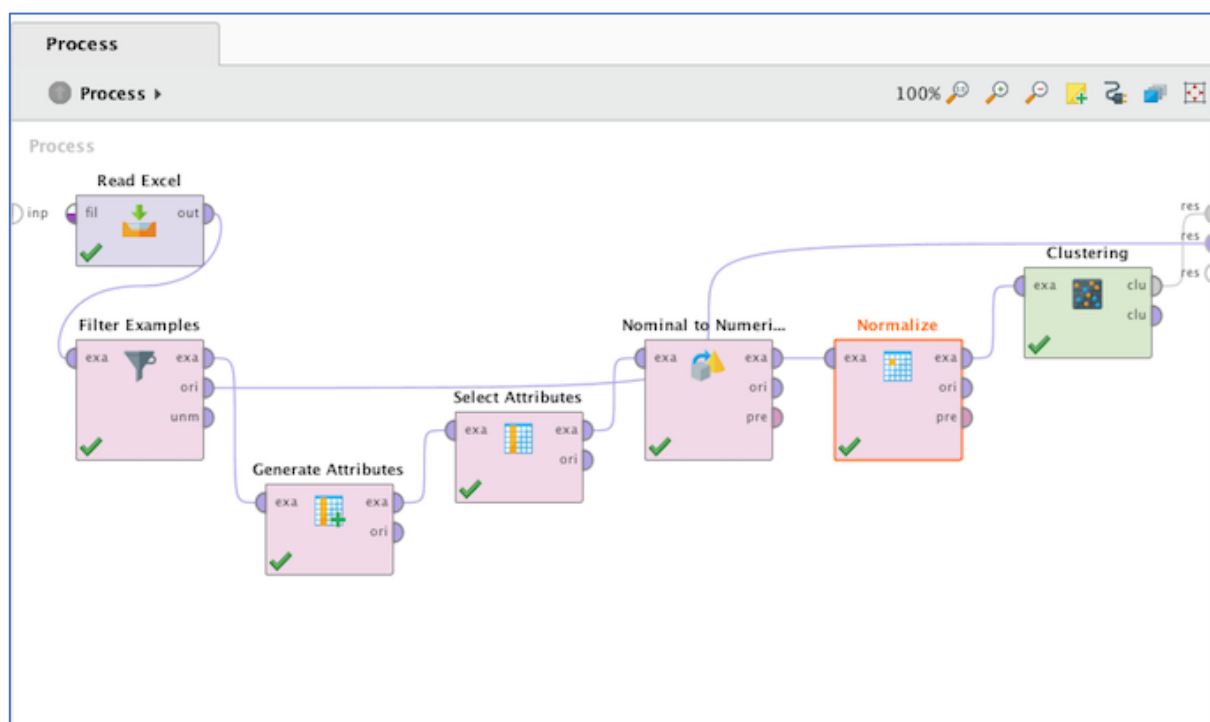 Process
Process
100%
Process
Read Excel
inp
fil
out
res
res
res
Clustering
exa
clu
clu
Filter Examples
exa
exa
ori
unm
Nominal to Numeri...
exa
exa
ori
pre
Normalize
exa
exa
ori
pre
Select Attributes
exa
exa
ori
Generate Attributes
exa
exa
ori